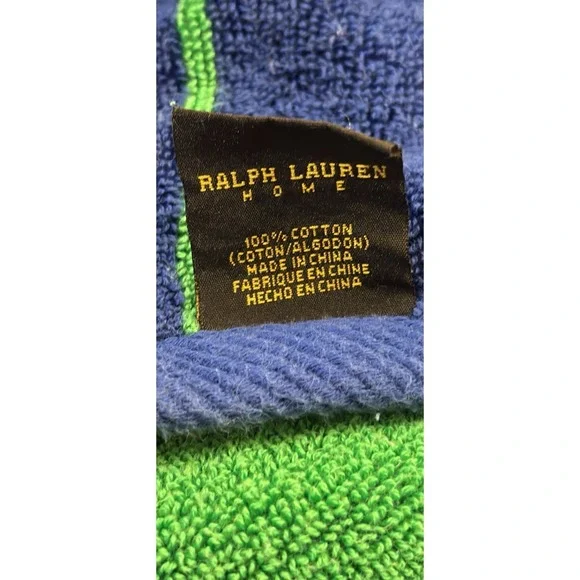 RALPH LAUREN
HOME
100% COTTON
(COTON/ALGODON)
MADE IN CHINA
FABRIQUE EN CHINE
HECHO EN CHINA